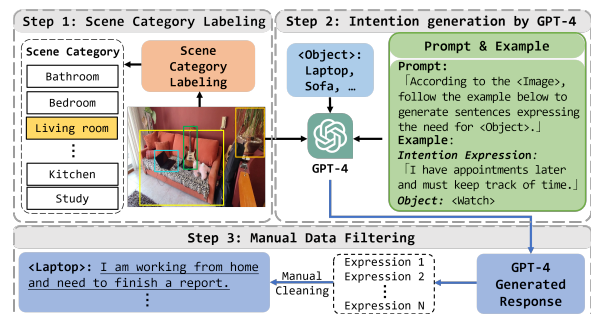 Step 1: Scene Category Labeling
Scene Category
Bathroom
Bedroom
Living room
⋮
Kitchen
Study
Scene
Category
Labeling
Step 2: Intention generation by GPT-4
<Object>:
Laptop,
Sofa, …
GPT-4
Prompt & Example
Prompt:
「According to the <Image>,
follow the example below to
generate sentences expressing
the need for <Object>.」
Example:
Intention Expression:
「I have appointments later
and must keep track of time.」
Object: <Watch>
Step 3: Manual Data Filtering
<Laptop>: I am working from home
and need to finish a report.
⋮
Manual
Cleaning
Expression 1
Expression 2
⋮
Expression N
GPT-4
Generated
Response